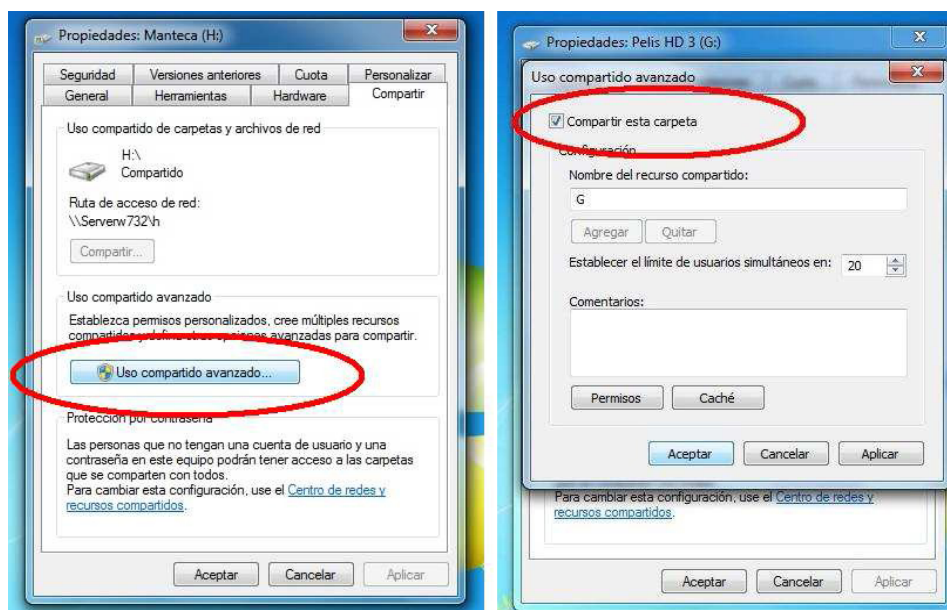 Propiedades: Manteca (H:)
Seguridad Versiones anteriores Cuota Personalizar
General Herramientas Hardware Compartir
Uso compartido de carpetas y archivos de red
H:\
Compartido
Ruta de acceso de red:
\\Serverw732\h
Compartir...
Uso compartido avanzado
Establezca permisos personalizados, cree múltiples recursos
compartidos y defina otras opciones avanzadas para compartir.
Uso compartido avanzado...
Protección por contraseña
Las personas que no tengan una cuenta de usuario y una
contraseña en este equipo podrán tener acceso a las carpetas
que se comparten con todos.
Para cambiar esta configuración, use el Centro de redes y
recursos compartidos.
Aceptar Cancelar Aplicar
Propiedades: Pelis HD 3 (G:)
Uso compartido avanzado
Compartir esta carpeta
Configuración
Nombre del recurso compartido:
G
Agregar Quitar
Establecer el límite de usuarios simultáneos en: 20
Comentarios:
Permisos Caché
Aceptar Cancelar Aplicar
Para cambiar esta configuración, use el Centro de redes y
recursos compartidos.
Aceptar Cancelar Aplicar